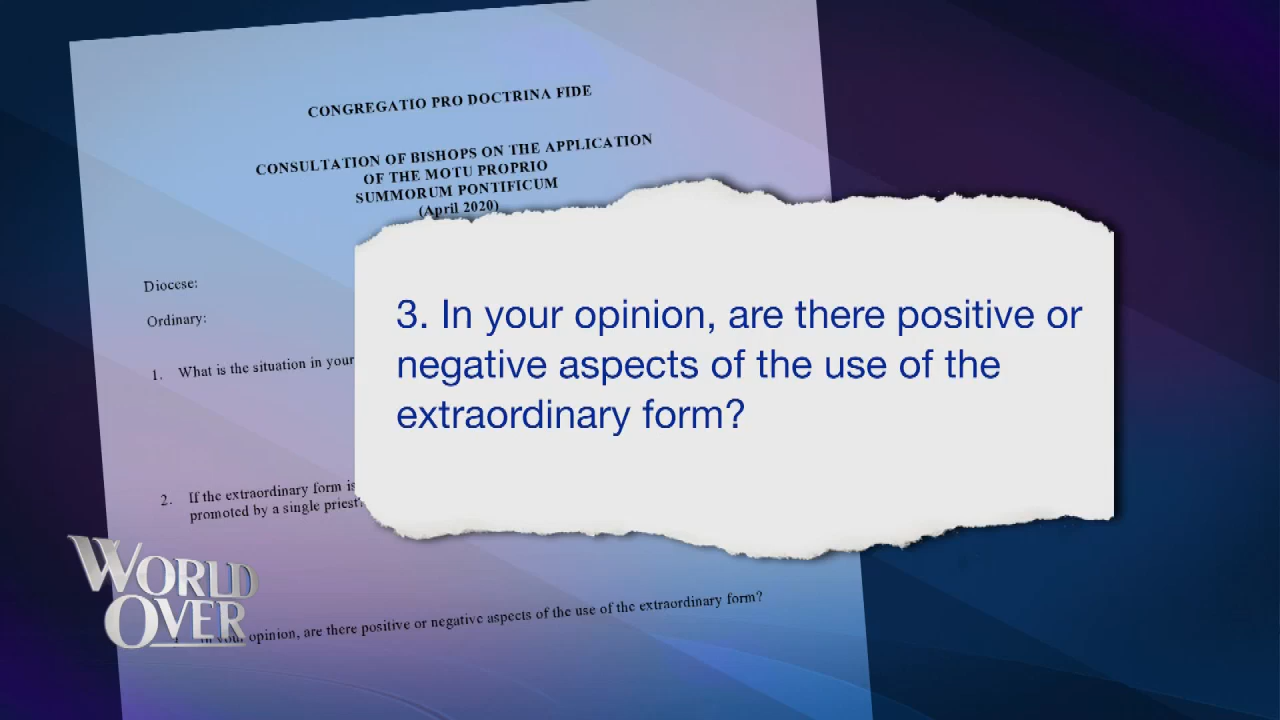 CONGREGATIO PRO DOCTRINA FIDE
CONSULTATION OF BISHOPS ON THE APPLICATION
OF THE MOTU PROPRIO
SUMMORUM PONTIFICUM
(April 2020)
Diocese:
Ordinary:
1. What is the situation in your
2. If the extraordinary form is
promoted by a single priest
3. In your opinion, are there positive or
negative aspects of the use of the
extraordinary form?
your opinion, are there positive or negative aspects of the use of the extraordinary form?
WORLD
OVER